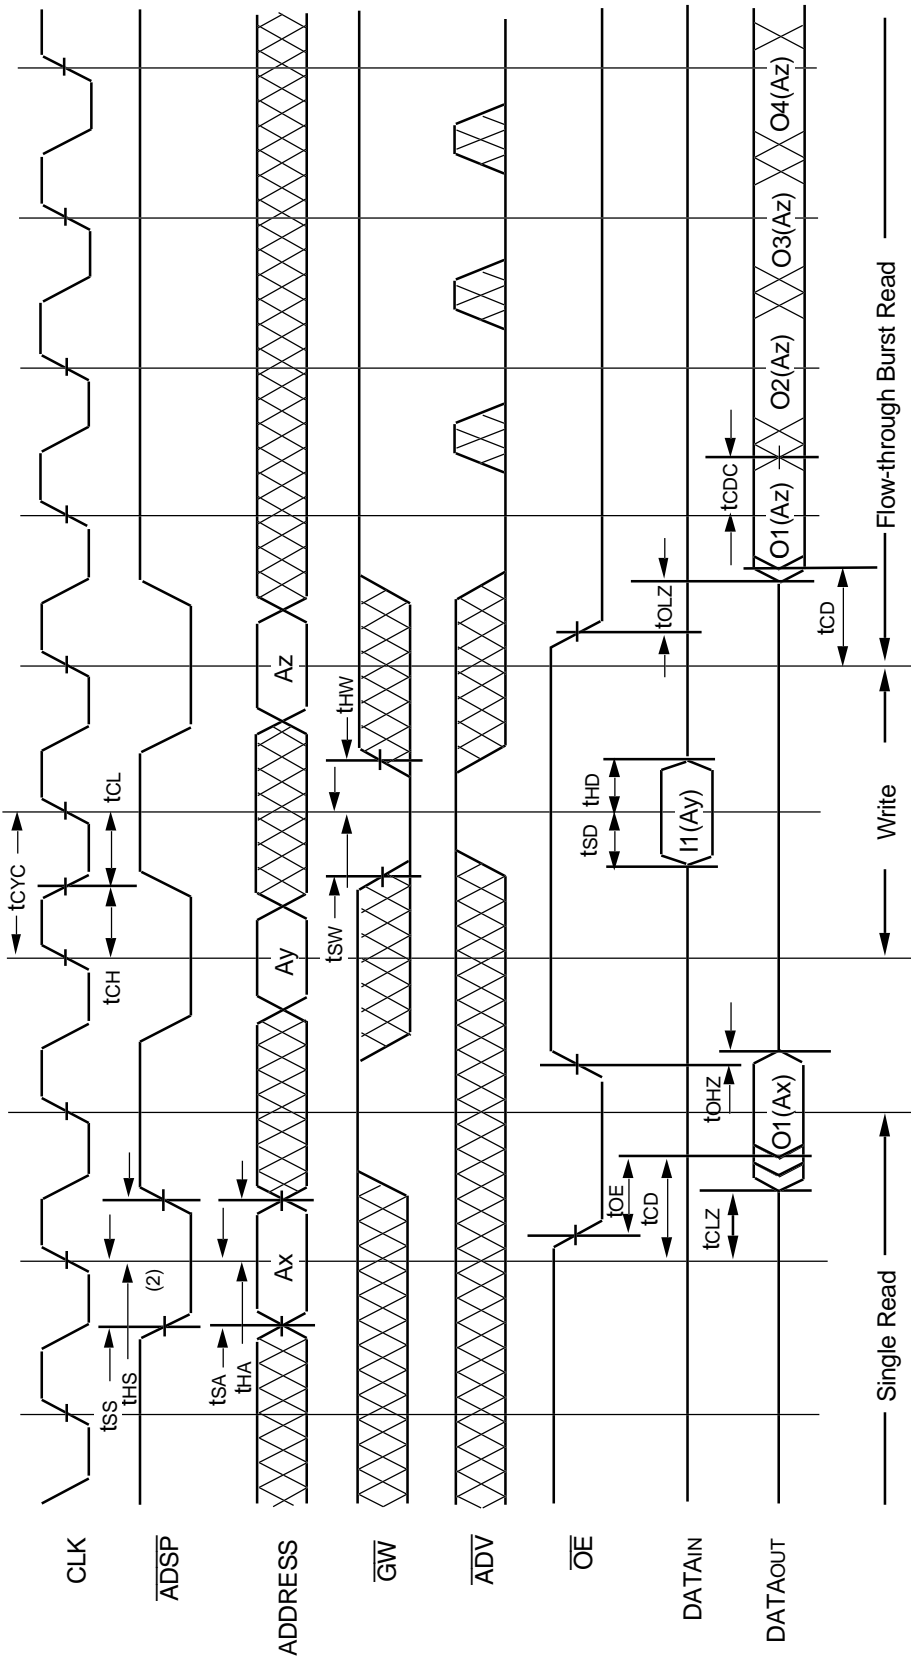 tCYC
CLK
tCH tCL
tSS
tHS
ADSP
(2)
tSA
tHA
ADDRESS
Ax Ay Az
tSW tHW
GW
ADV
OE
tSD tHD
tOE
tOLZ
tCD
DATAIN
I1(Ay)
tOHZ
tCLZ
tCDC
DATAOUT
O1(Ax) O1(Az) O2(Az) O3(Az) O4(Az)
tCD
Single Read Write Flow-through Burst Read